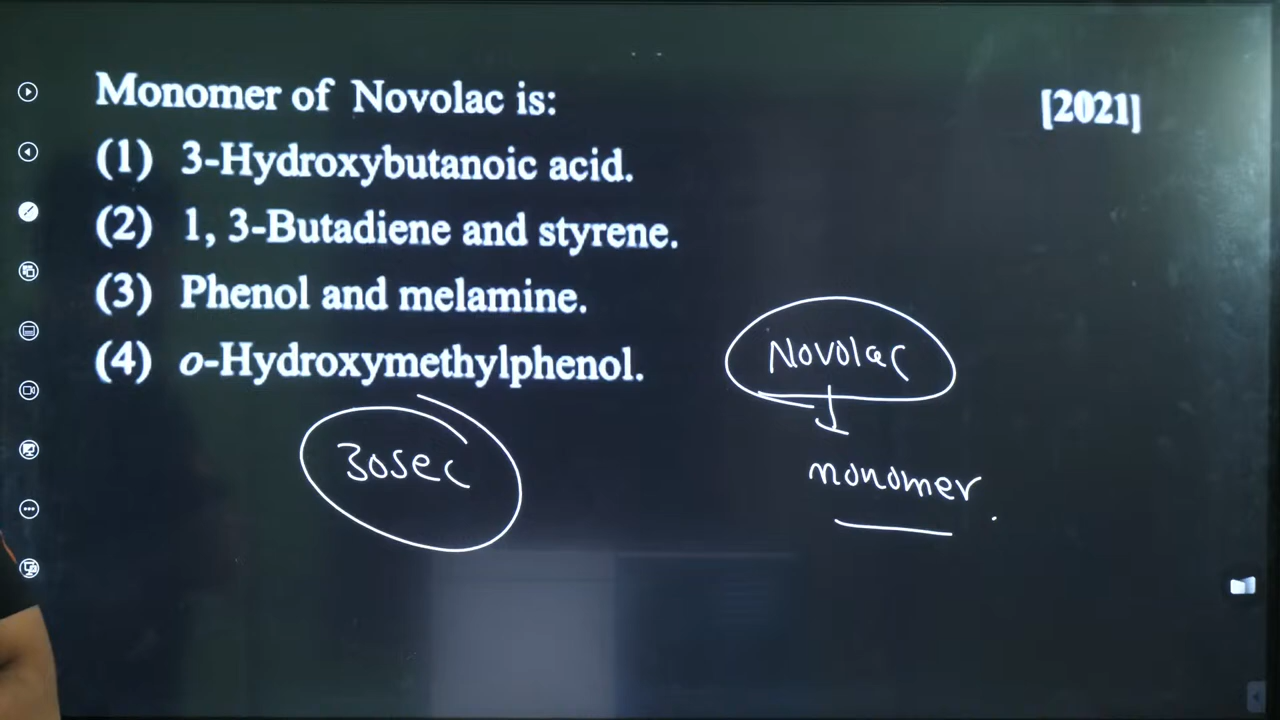 Monomer of Novolac is: [2021]
(1) 3-Hydroxybutanoic acid.
(2) 1, 3-Butadiene and styrene.
(3) Phenol and melamine.
(4) o-Hydroxymethylphenol.
Novolac
30sec
monomer